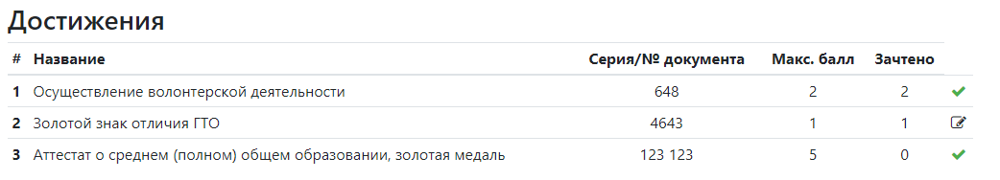 Достижения
# Название Серия/№ документа Макс. балл Зачтено
1 Осуществление волонтерской деятельности 648 2 2
2 Золотой знак отличия ГТО 4643 1 1
3 Аттестат о среднем (полном) общем образовании, золотая медаль 123 123 5 0